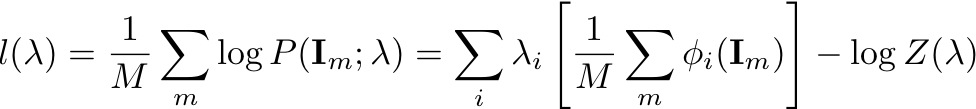 l(λ) = \frac{1}{M} \sum_{m} \log P(\mathbf{I}_m; λ) = \sum_{i} λ_i \left[ \frac{1}{M} \sum_{m} ϕ_i(\mathbf{I}_m) \right] − \log Z(λ)